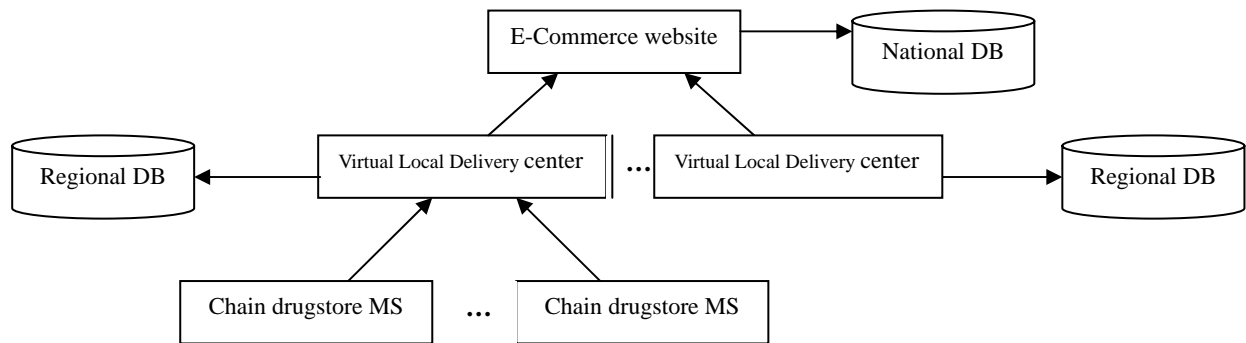 E-Commerce website
National DB
Regional DB
Virtual Local Delivery center
...
Virtual Local Delivery center
Regional DB
Chain drugstore MS
...
Chain drugstore MS